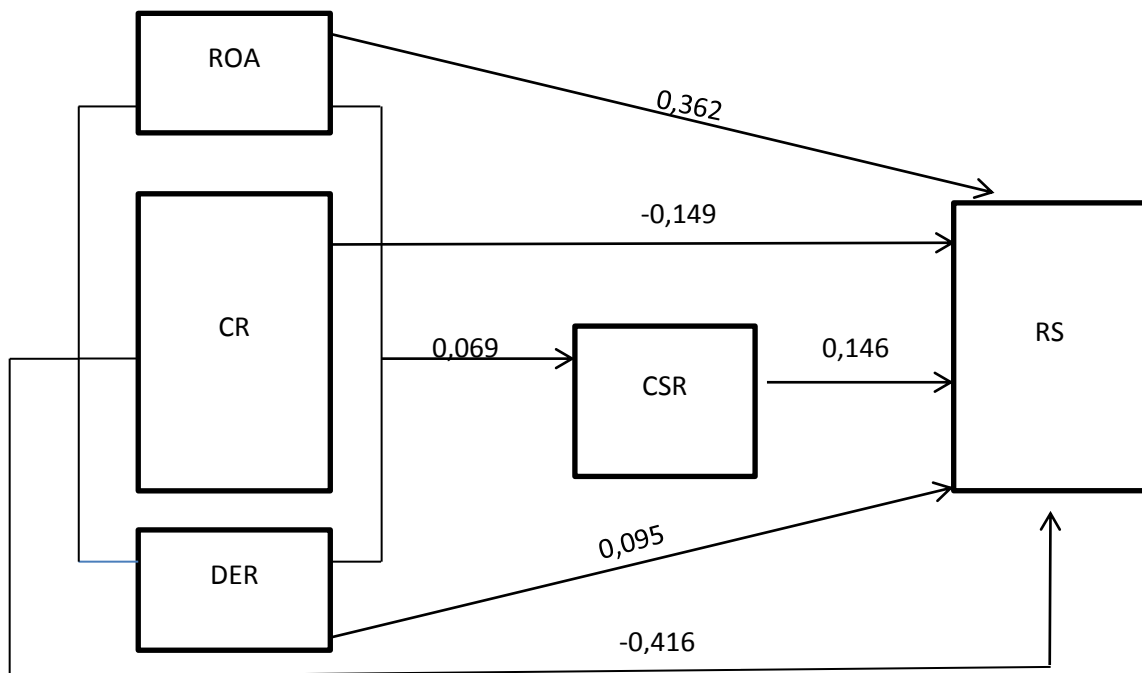 ROA
0,362
-0,149
CR
RS
0,069
0,146
CSR
0,095
DER
-0,416